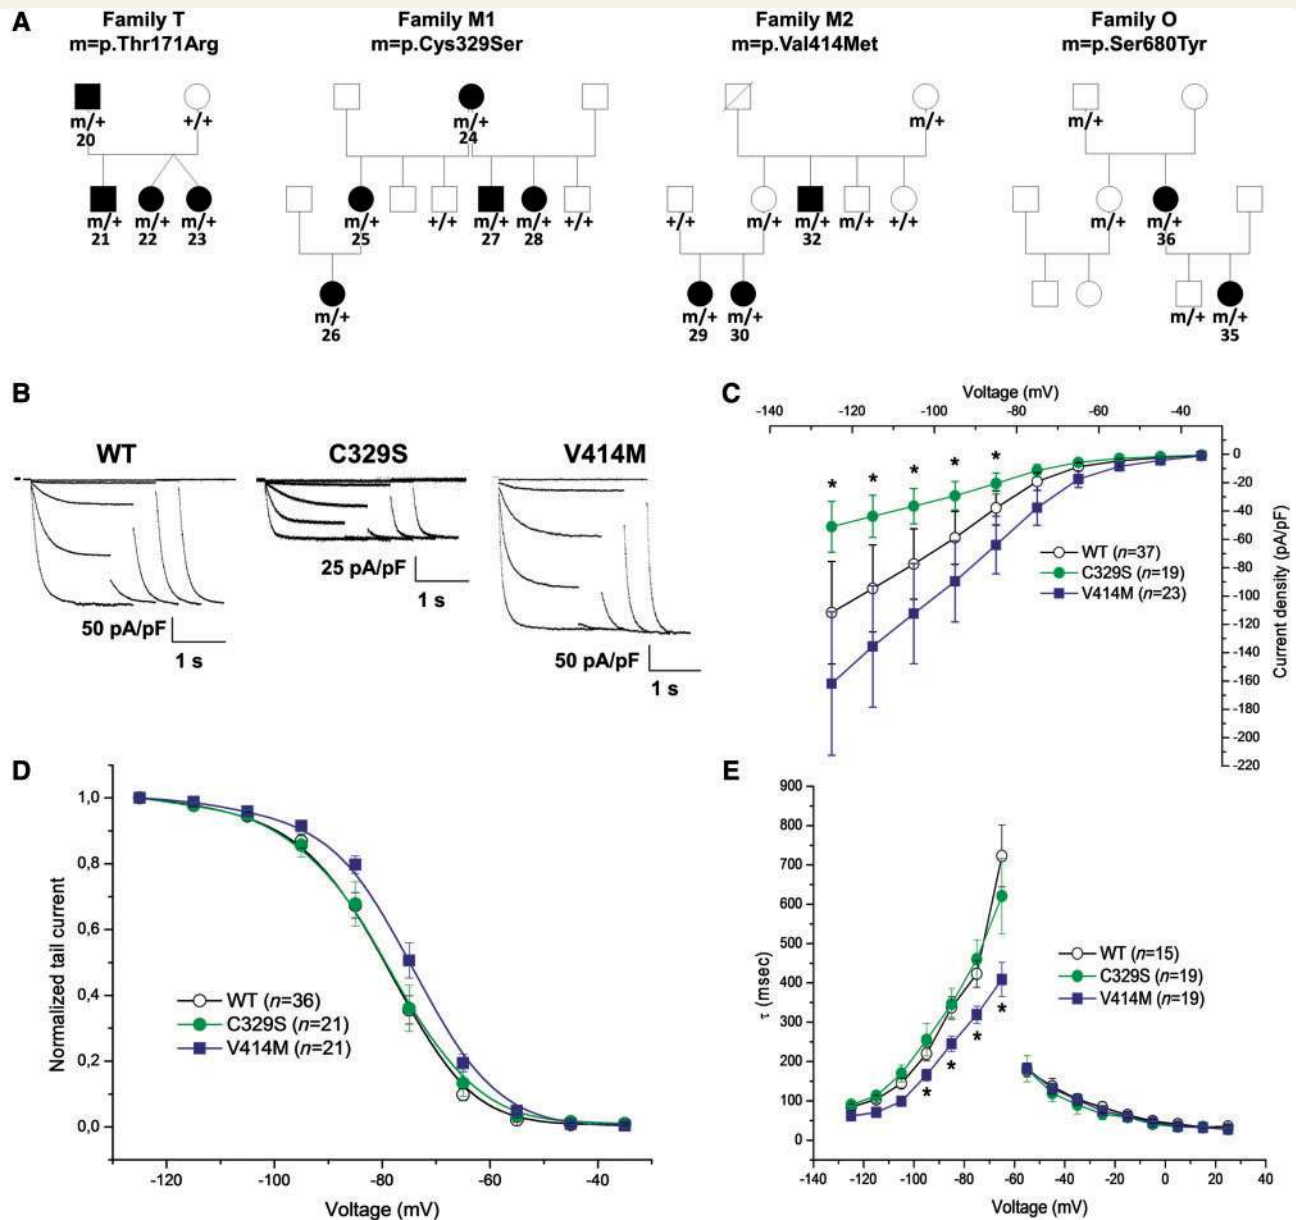 A
Family T
m=p.Thr171Arg
Family M1
m=p.Cys329Ser
Family M2
m=p.Val414Met
Family O
m=p.Ser680Tyr
m/+ +/+ m/+ m/+ m/+
20 24
m/+ m/+ m/+ m/+ +/+ m/+ m/+ +/+ +/+ m/+ m/+ m/+ +/+ m/+ m/+
21 22 23 25 27 28 32 36
m/+ m/+ m/+ m/+ m/+
26 29 30 35
B
WT
C329S
V414M
50 pA/pF
1 s
25 pA/pF
1 s
50 pA/pF
1 s
C
Voltage (mV)
-140 -120 -100 -80 -60 -40
* * * * *
0
-20
-40
-60
-80
-100
-120
-140
-160
-180
-200
-220
Current density (pA/pF)
WT (n=37)
C329S (n=19)
V414M (n=23)
D
Normalized tail current
1,0
0,8
0,6
0,4
0,2
0,0
WT (n=36)
C329S (n=21)
V414M (n=21)
-120 -100 -80 -60 -40
Voltage (mV)
E
τ (msec)
900
800
700
600
500
400
300
200
100
0
WT (n=15)
C329S (n=19)
V414M (n=19)
* * * *
-140 -120 -100 -80 -60 -40 -20 0 20 40
Voltage (mV)